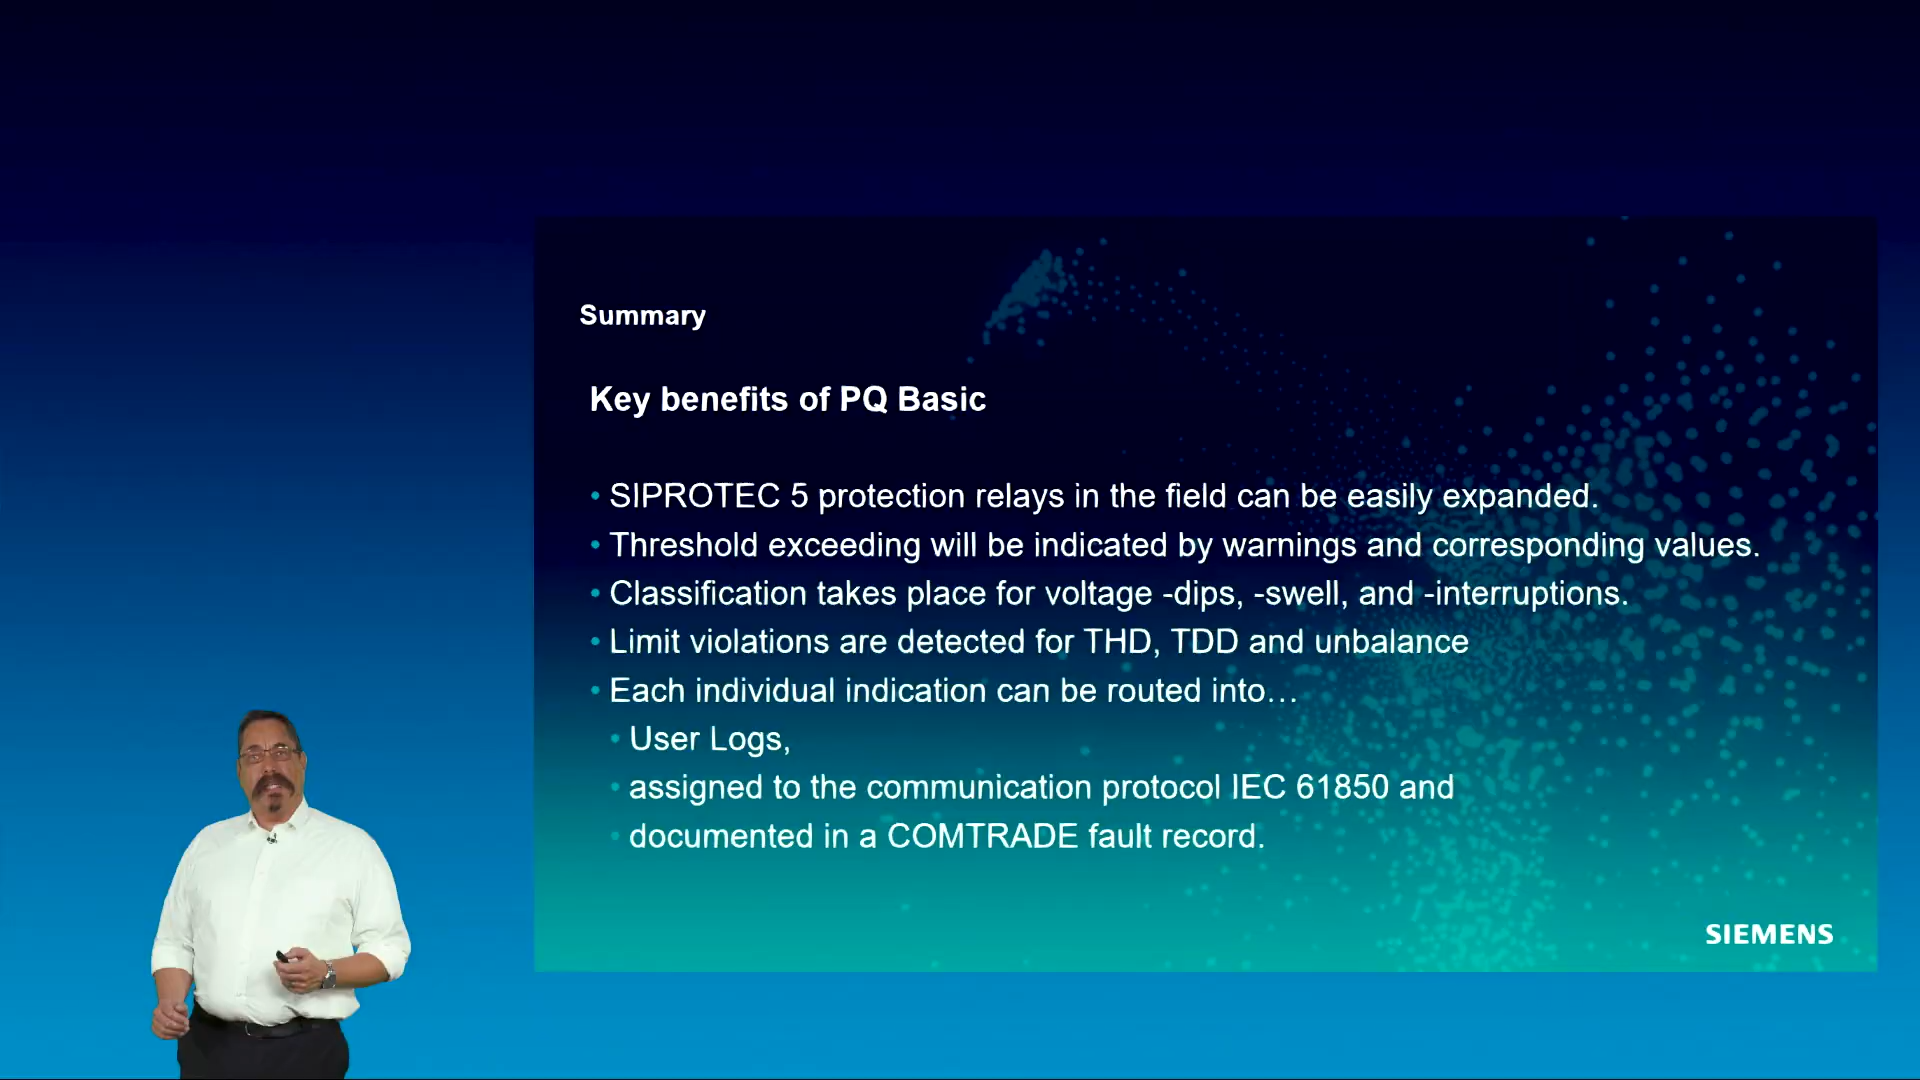 Summary
Key benefits of PQ Basic
• SIPROTEC 5 protection relays in the field can be easily expanded.
• Threshold exceeding will be indicated by warnings and corresponding values.
• Classification takes place for voltage -dips, -swell, and -interruptions.
• Limit violations are detected for THD, TDD and unbalance
• Each individual indication can be routed into…
• User Logs,
• assigned to the communication protocol IEC 61850 and
• documented in a COMTRADE fault record.
SIEMENS